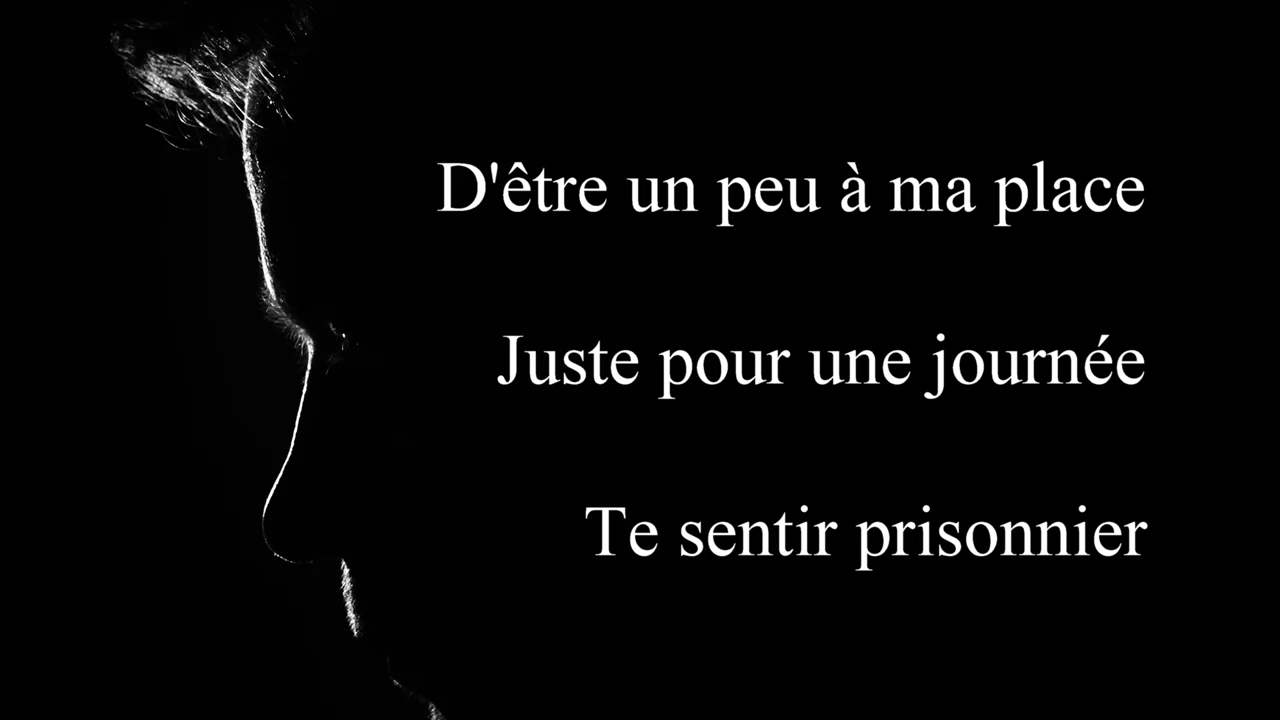 D'être un peu à ma place
Juste pour une journée
Te sentir prisonnier